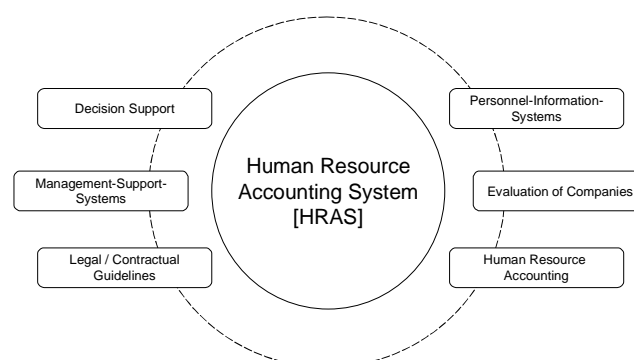 Decision Support
Management-Support-
Systems
Legal / Contractual
Guidelines
Human Resource
Accounting System
[HRAS]
Personnel-Information-
Systems
Evaluation of Companies
Human Resource
Accounting